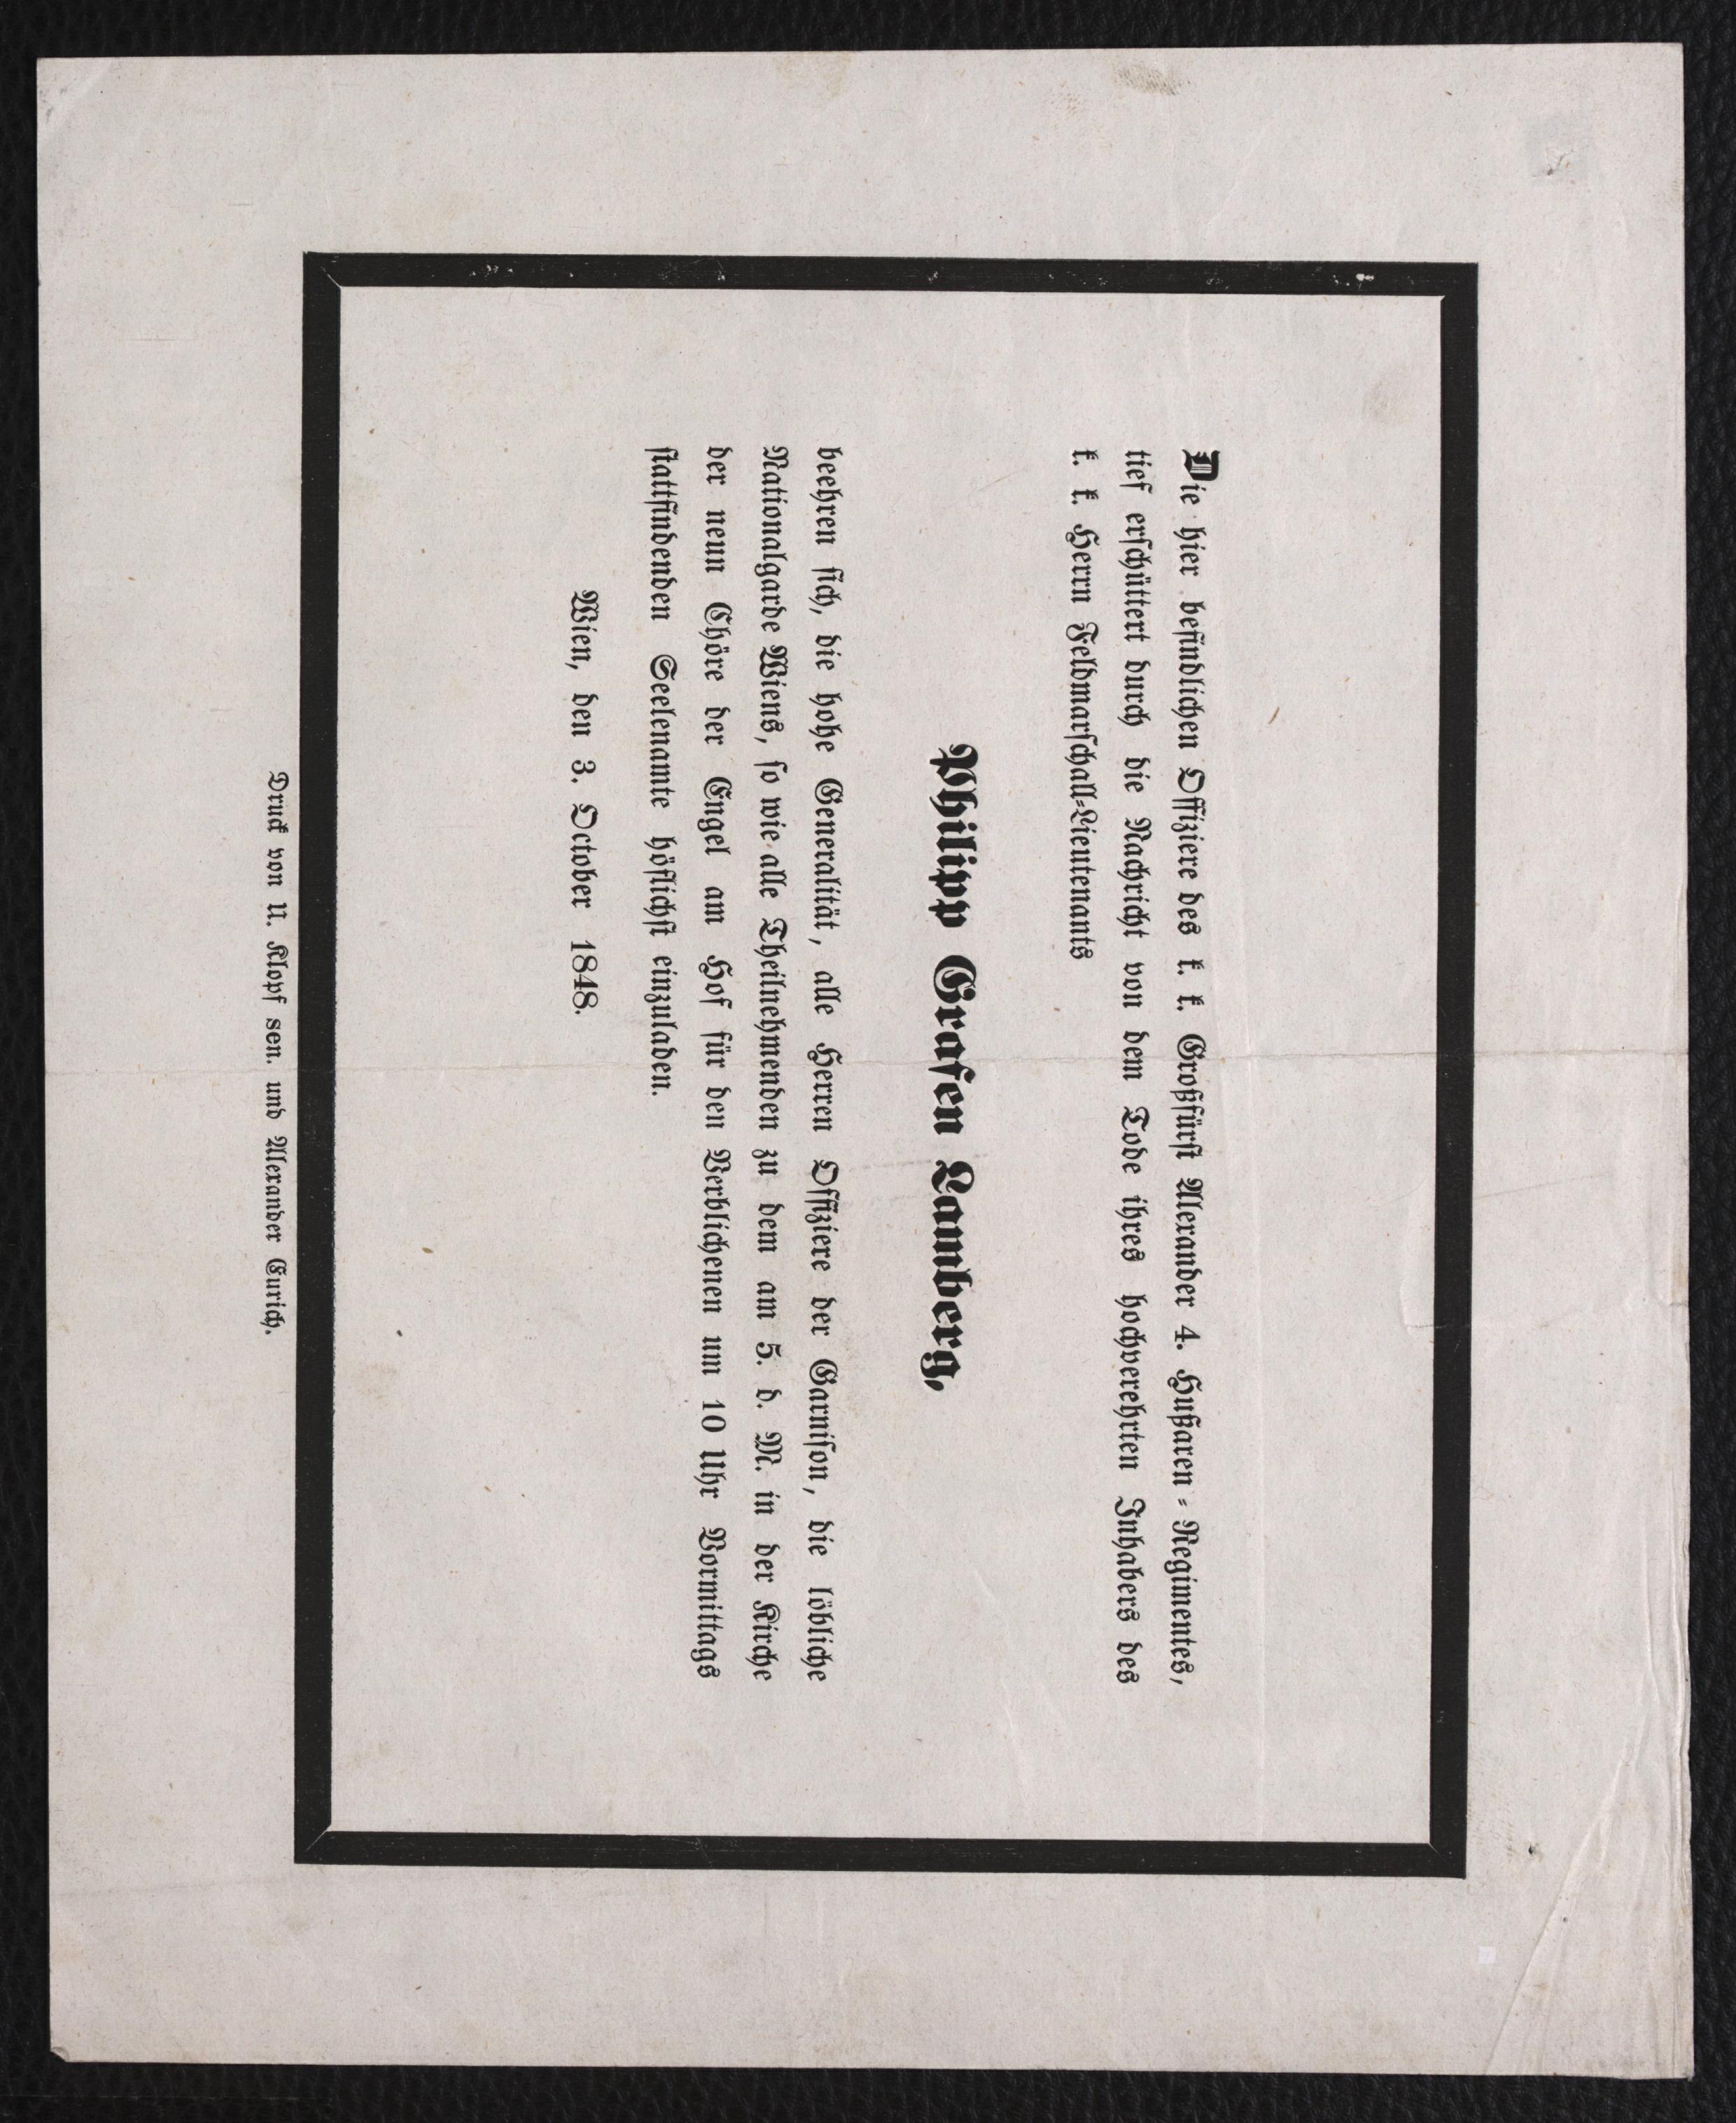 Die hier befindlichen Offiziere des k. k. Großfürst Alexander 4. Hußaren-Regimentes,
tief erschüttert durch die Nachricht von dem Tode ihres hochverehrten Inhabers des
k. k. Herrn Feldmarschall-Lieutenants
Philipp Grafen Lamberg,
beehren sich, die hohe Generalität, alle Herren Offiziere der Garnison, die löbliche
Nationalgarde Wiens, so wie alle Theilnehmenden zu dem am 5. d. M. in der Kirche
der neun Chöre der Engel am Hof für den Verblichenen um 10 Uhr Vormittags
stattfindenden Seelenamte höflichst einzuladen.
Wien, den 3. October 1848.
Druck von U. Klopf sen. und Alexander Eurich.